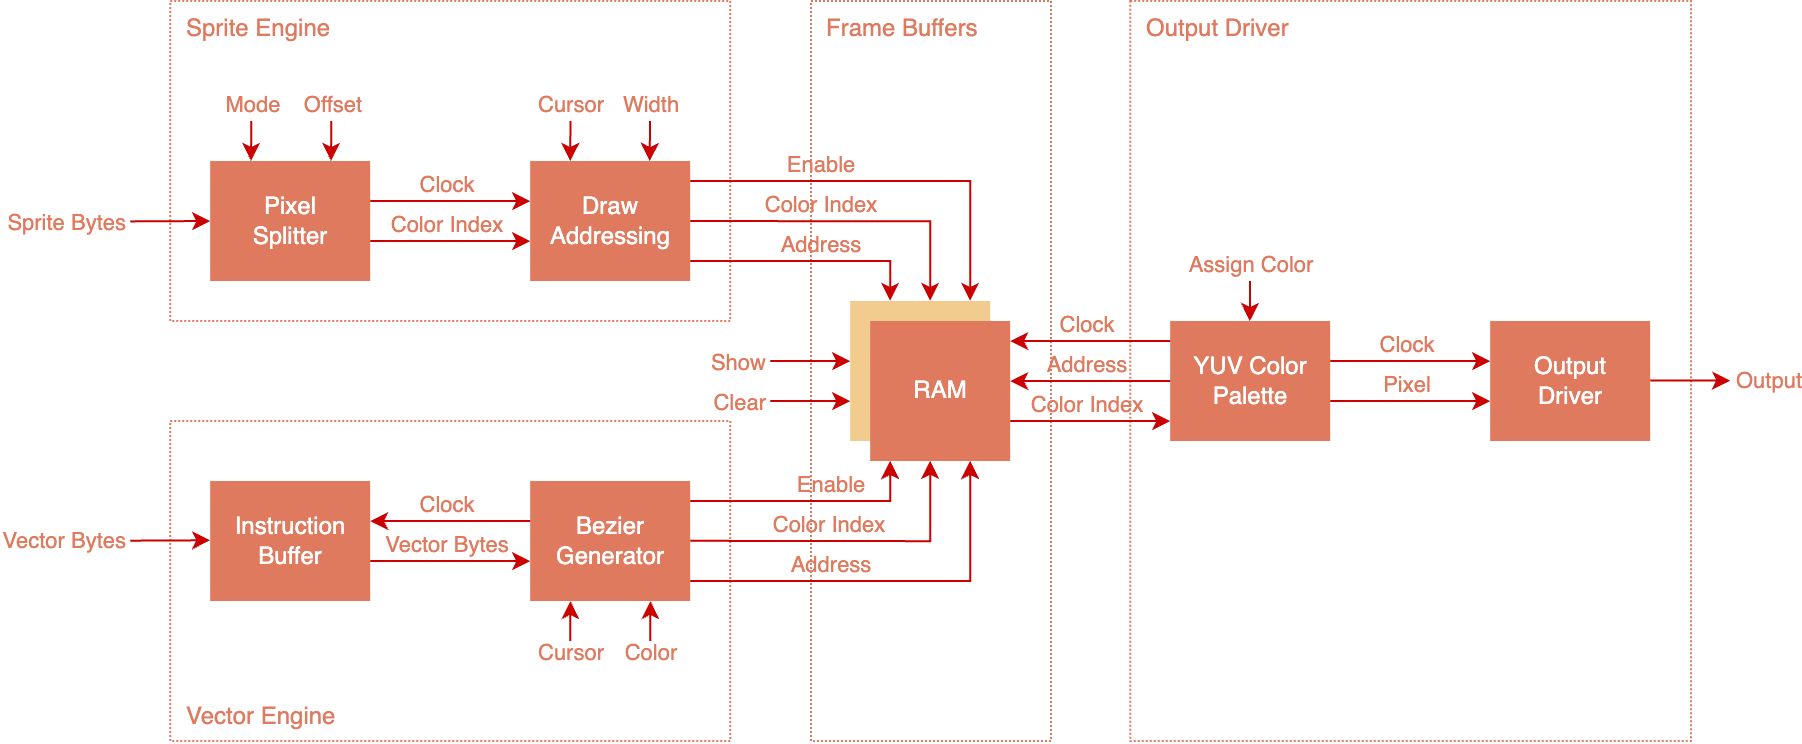 Sprite Engine
Frame Buffers
Output Driver
Mode
Offset
Cursor
Width
Sprite Bytes
Pixel
Splitter
Clock
Color Index
Draw
Addressing
Enable
Color Index
Address
Assign Color
Show
Clear
RAM
Clock
Address
Color Index
YUV Color
Palette
Clock
Pixel
Output
Driver
Output
Vector Bytes
Instruction
Buffer
Clock
Vector Bytes
Bezier
Generator
Enable
Color Index
Address
Cursor
Color
Vector Engine